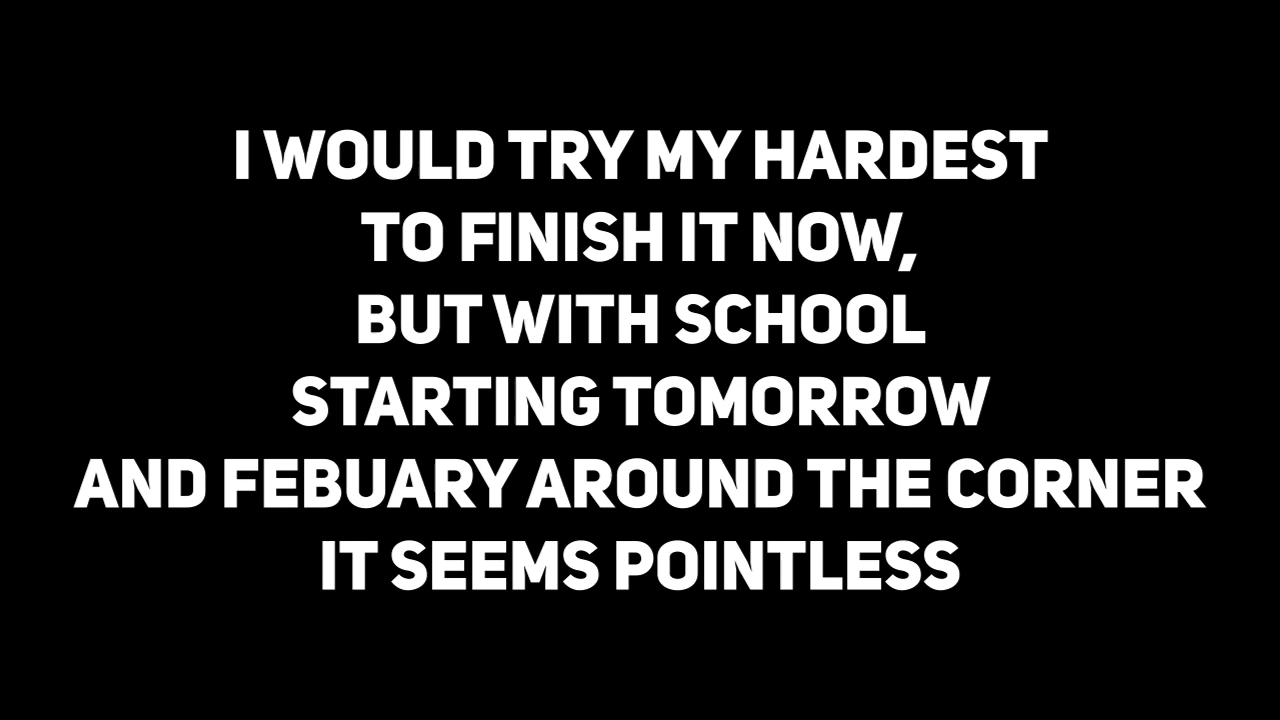 I WOULD TRY MY HARDEST
TO FINISH IT NOW,
BUT WITH SCHOOL
STARTING TOMORROW
AND FEBUARY AROUND THE CORNER
IT SEEMS POINTLESS